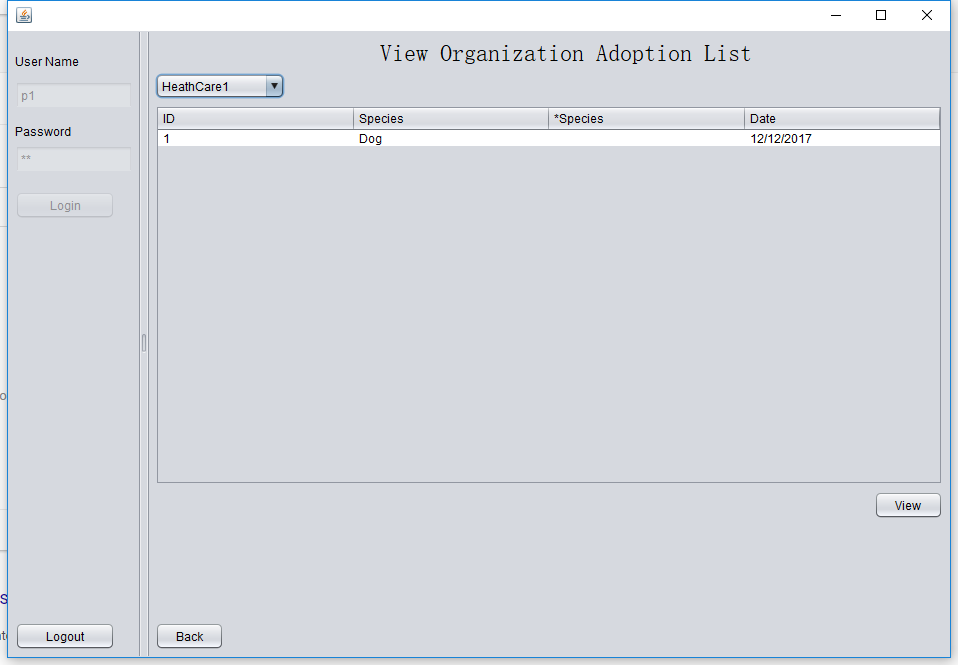 View Organization Adoption List
User Name
p1
Password
**
Login
Logout
HeathCare1
ID Species *Species Date
1 Dog 12/12/2017
View
Back